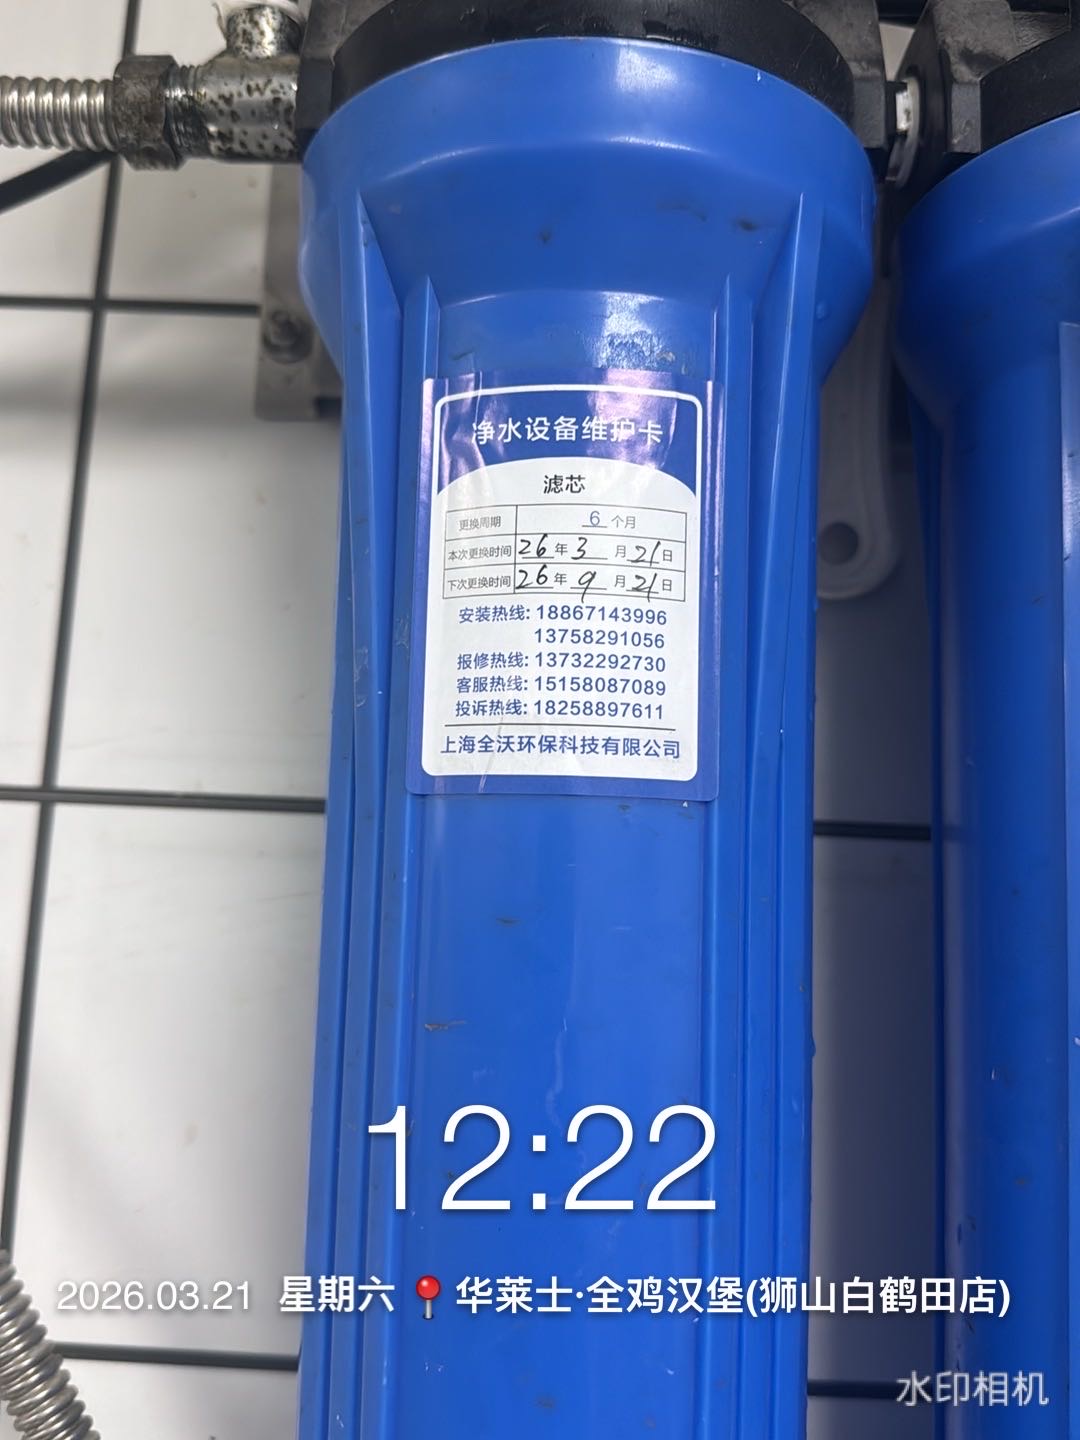 净水设备维护卡
滤芯
更换周期 6 个月
本次更换时间 26 年 3 月 21 日
下次更换时间 26 年 9 月 21 日
安装热线: 18867143996
13758291056
报修热线: 13732292730
客服热线: 15158087089
投诉热线: 18258897611
上海全沃环保科技有限公司
12:22
2026.03.21 星期六 📍华莱士·全鸡汉堡(狮山白鹤田店)
水印相机